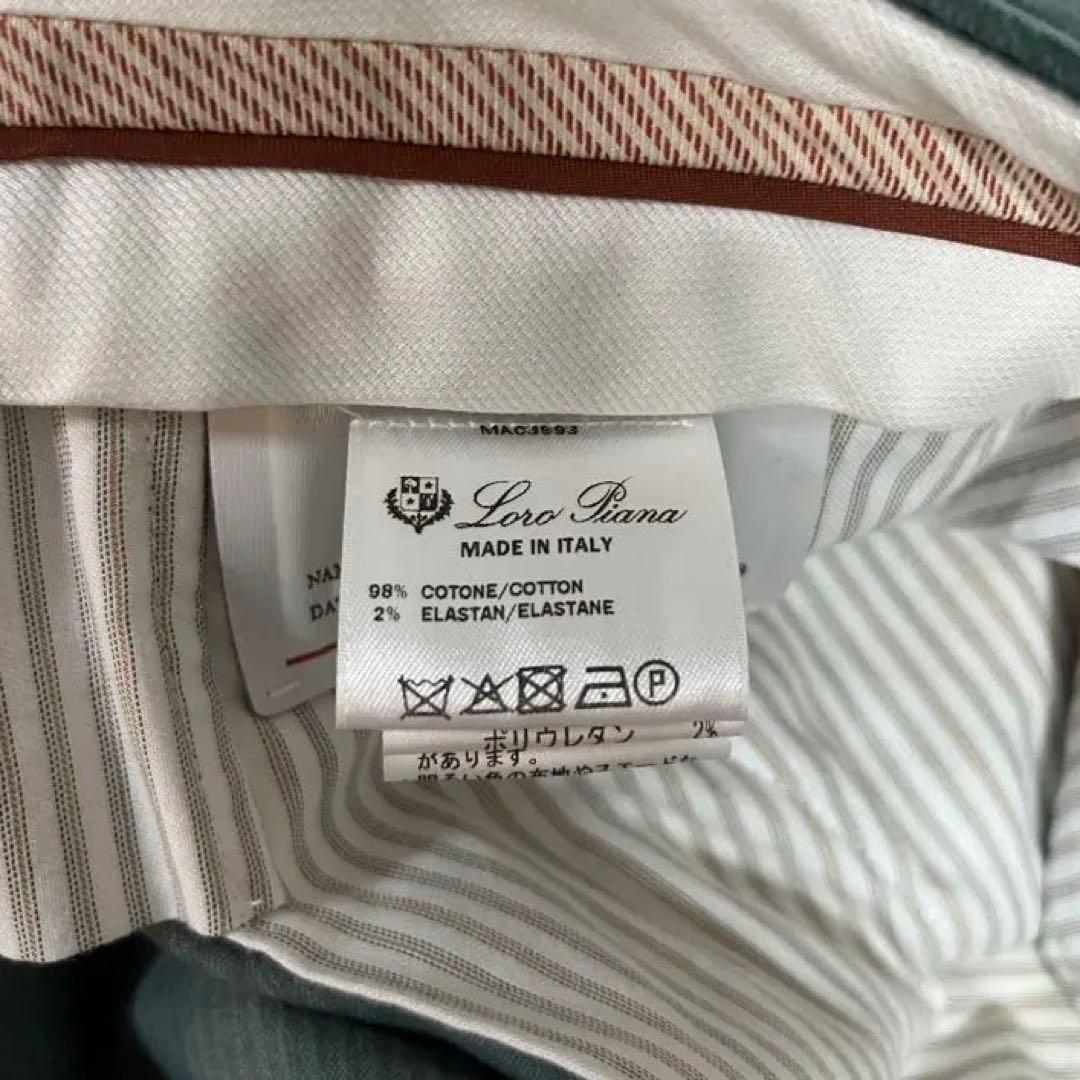 Loro Piana
MADE IN ITALY
98% COTONE/COTTON
2% ELASTAN/ELASTANE
P
ポリウレタン 2%
があります。